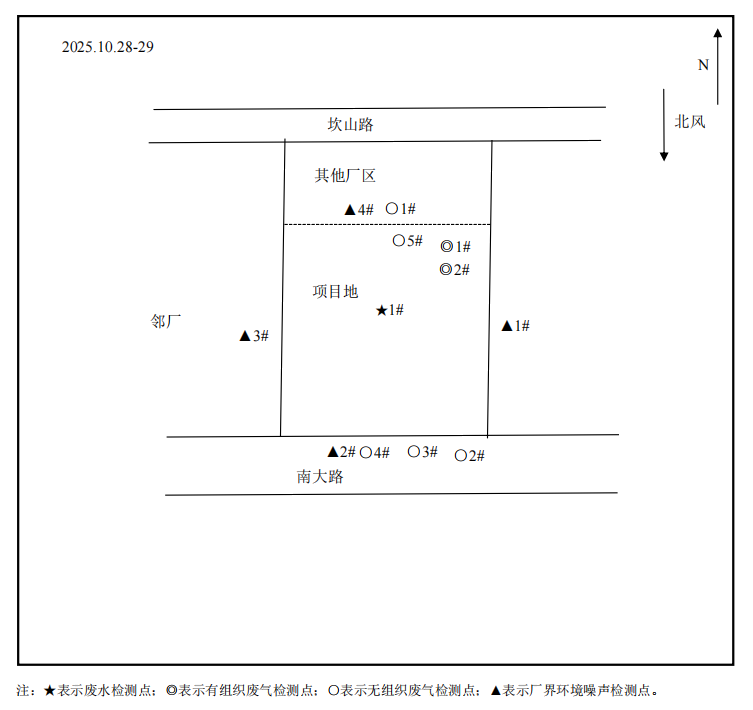 2025.10.28-29
N
北风
坎山路
其他厂区
▲4# ○1#
○5# ◎1#
◎2#
项目地
★1#
邻厂
▲3#
▲1#
▲2# ○4# ○3# ○2#
南大路
注：★表示废水检测点；◎表示有组织废气检测点；○表示无组织废气检测点；▲表示厂界环境噪声检测点。